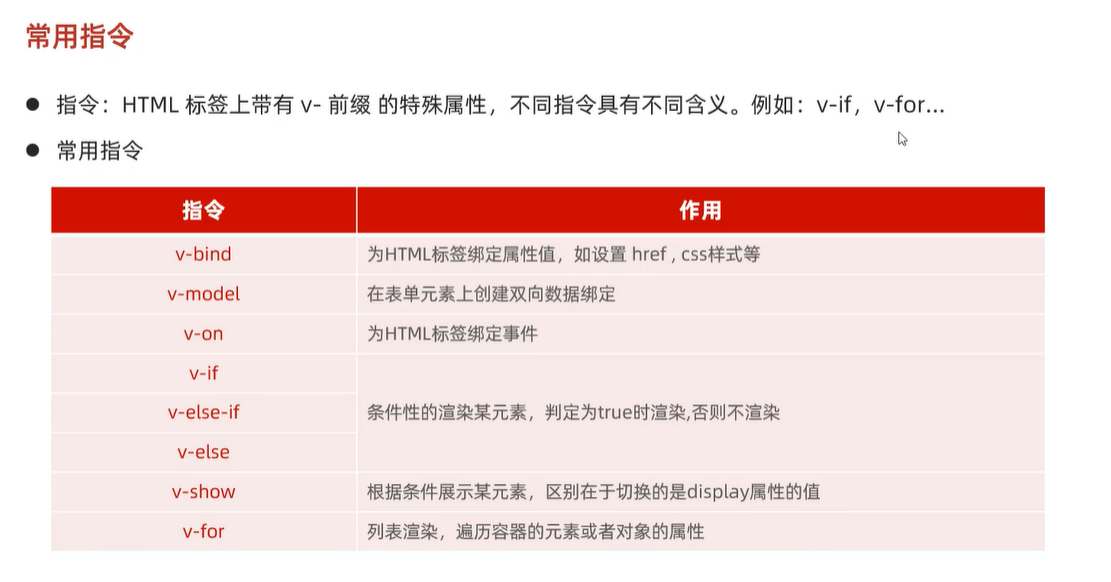 常用指令
● 指令：HTML 标签上带有 v- 前缀 的特殊属性，不同指令具有不同含义。例如：v-if，v-for...
● 常用指令
指令 作用
v-bind 为HTML标签绑定属性值，如设置 href , css样式等
v-model 在表单元素上创建双向数据绑定
v-on 为HTML标签绑定事件
v-if
v-else-if 条件性的渲染某元素，判定为true时渲染,否则不渲染
v-else
v-show 根据条件展示某元素，区别在于切换的是display属性的值
v-for 列表渲染，遍历容器的元素或者对象的属性